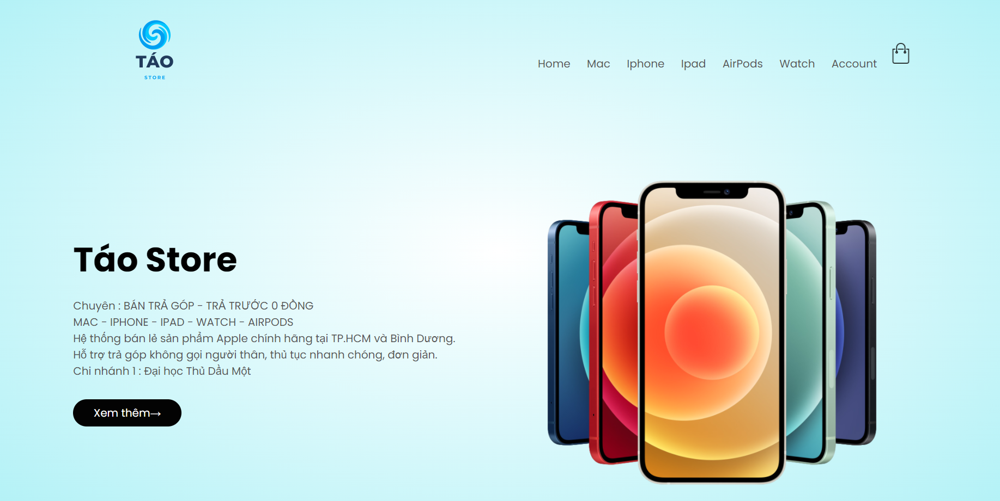 TÁO
STORE
Home Mac Iphone Ipad AirPods Watch Account
Táo Store
Chuyên : BÁN TRẢ GÓP - TRẢ TRƯỚC 0 ĐỒNG
MAC - IPHONE - IPAD - WATCH - AIRPODS
Hệ thống bán lẻ sản phẩm Apple chính hãng tại TP.HCM và Bình Dương.
Hỗ trợ trả góp không gọi người thân, thủ tục nhanh chóng, đơn giản.
Chi nhánh 1 : Đại học Thủ Dầu Một
Xem thêm→